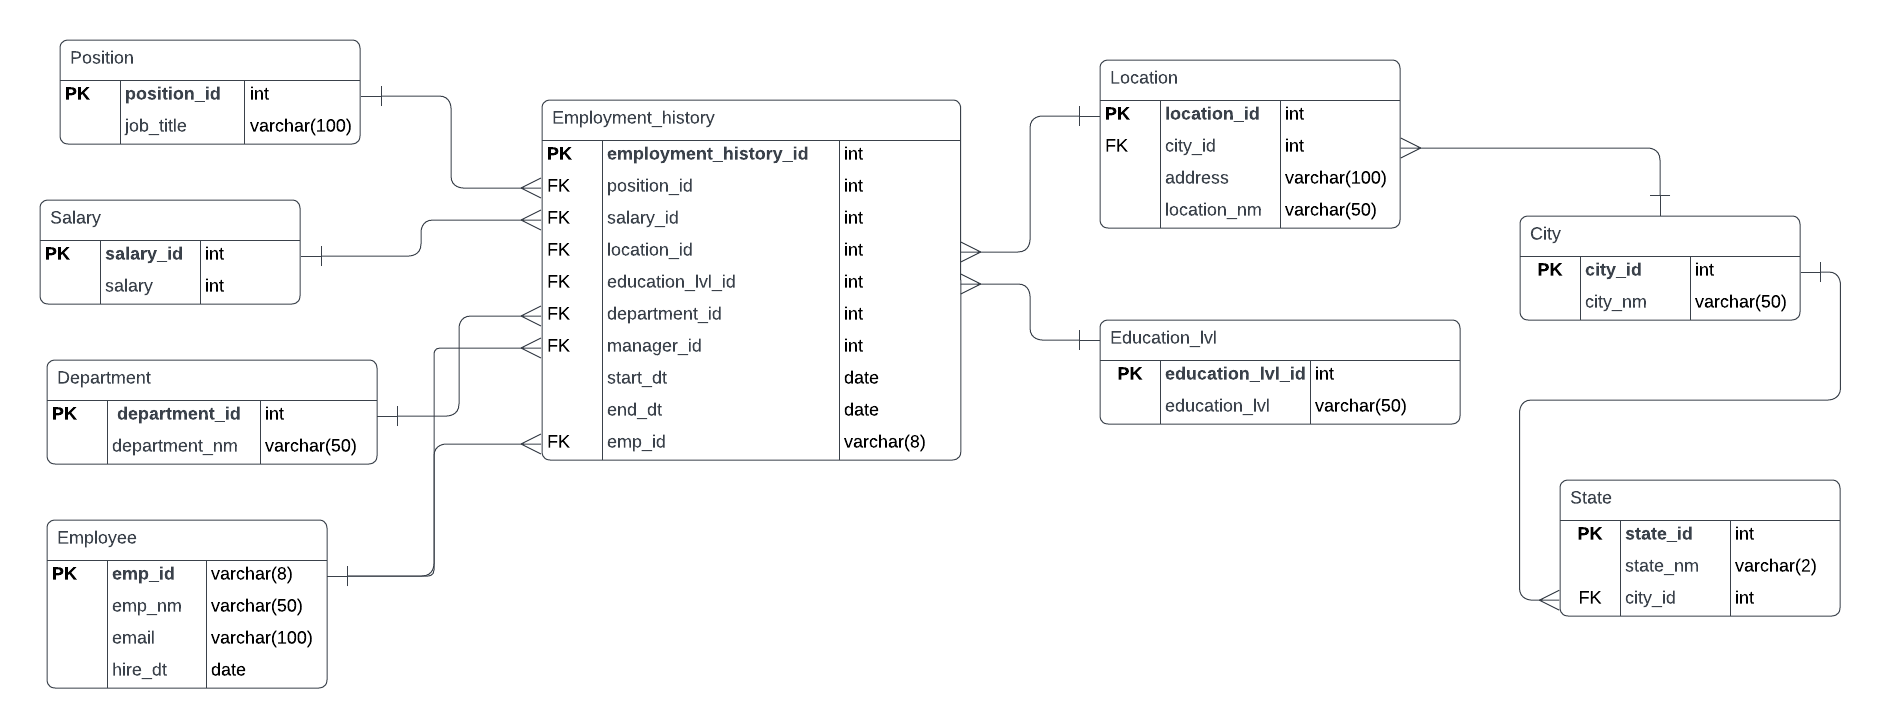 Position
PK position_id int
job_title varchar(100)
Salary
PK salary_id int
salary int
Department
PK department_id int
department_nm varchar(50)
Employee
PK emp_id varchar(8)
emp_nm varchar(50)
email varchar(100)
hire_dt date
Employment_history
PK employment_history_id int
FK position_id int
FK salary_id int
FK location_id int
FK education_lvl_id int
FK department_id int
FK manager_id int
start_dt date
end_dt date
FK emp_id varchar(8)
Location
PK location_id int
FK city_id int
address varchar(100)
location_nm varchar(50)
Education_lvl
PK education_lvl_id int
education_lvl varchar(50)
City
PK city_id int
city_nm varchar(50)
State
PK state_id int
state_nm varchar(2)
FK city_id int